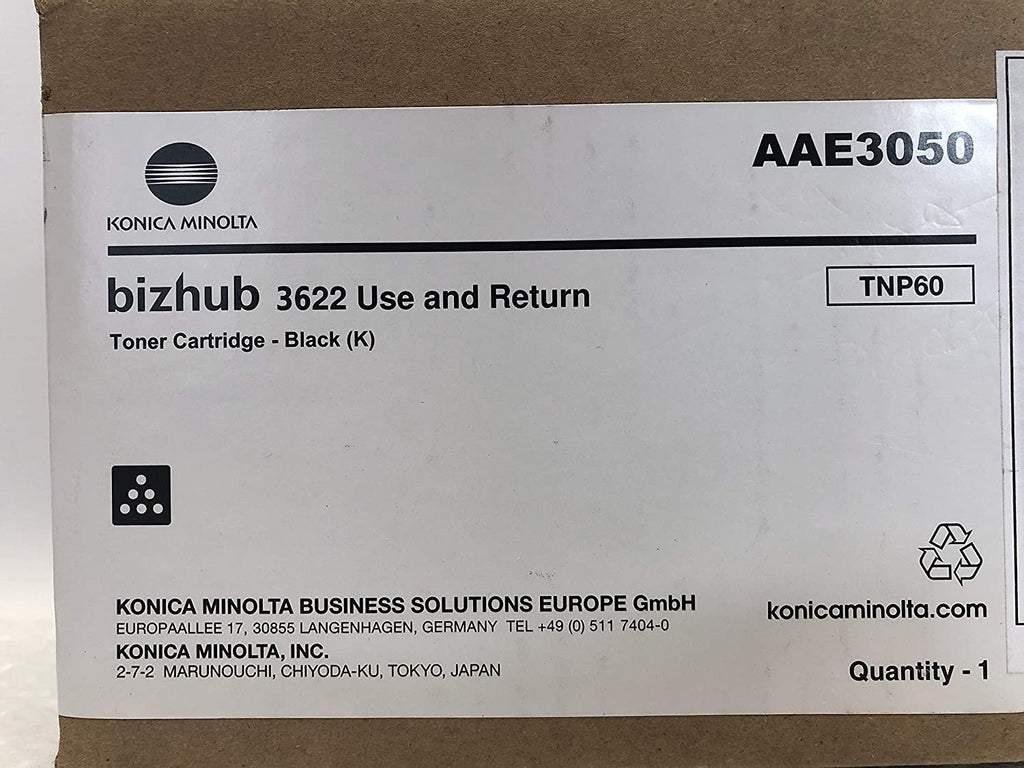 AAE3050
KONICA MINOLTA
bizhub 3622 Use and Return
TNP60
Toner Cartridge - Black (K)
KONICA MINOLTA BUSINESS SOLUTIONS EUROPE GmbH
EUROPAALLEE 17, 30855 LANGENHAGEN, GERMANY TEL +49 (0) 511 7404-0
KONICA MINOLTA, INC.
2-7-2 MARUNOUCHI, CHIYODA-KU, TOKYO, JAPAN
konicaminolta.com
Quantity - 1